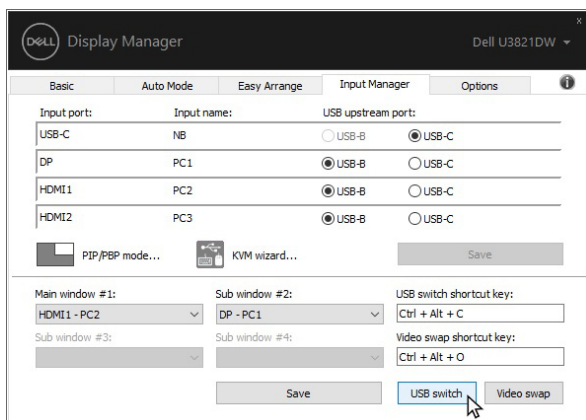 DELL Display Manager Dell U3821DW
x
Basic Auto Mode Easy Arrange Input Manager Options i
Input port: Input name: USB upstream port:
USB-C NB USB-B USB-C
DP PC1 USB-B USB-C
HDMI1 PC2 USB-B USB-C
HDMI2 PC3 USB-B USB-C
PIP/PBP mode... KVM wizard... Save
Main window #1: Sub window #2: USB switch shortcut key:
HDMI1 - PC2 DP - PC1 Ctrl + Alt + C
Sub window #3: Sub window #4: Video swap shortcut key:
Ctrl + Alt + O
Save USB switch Video swap